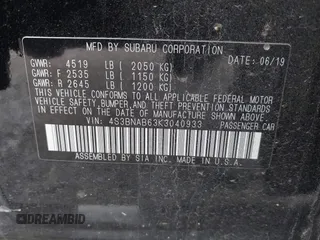 MFD BY SUBARU CORPORATION
GVWR: 4519 LB ( 2050 KG) DATE: 06/19
GAWR: F 2535 LB ( 1150 KG)
GAWR: R 2645 LB ( 1200 KG)
THIS VEHICLE CONFORMS TO ALL APPLICABLE FEDERAL MOTOR
VEHICLE SAFETY, BUMPER, AND THEFT PREVENTION STANDARDS
IN EFFECT ON THE DATE OF MANUFACTURE SHOWN ABOVE.
VIN: 4S3BNAB63K3040933 PASSENGER CAR
ASSEMBLED BY SIA INC. MADE IN U.S.A.
DREAMBID